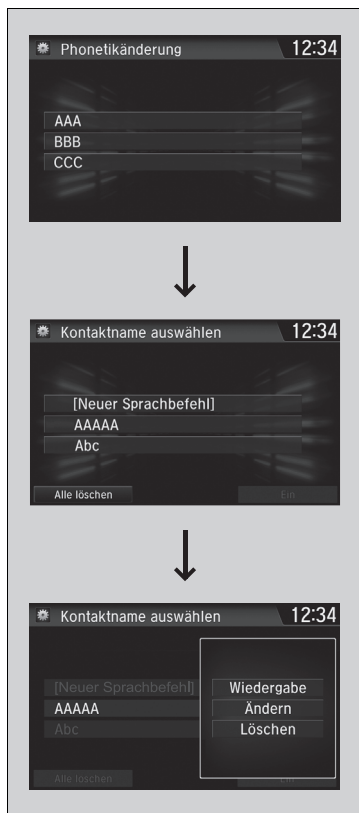 Phonetikänderung 12:34
AAA
BBB
CCC
Kontaktname auswählen 12:34
[Neuer Sprachbefehl]
AAAAA
Abc
Alle löschen Ein
Kontaktname auswählen 12:34
[Neuer Sprachbefehl] Wiedergabe
AAAAA Ändern
Abc Löschen
Alle löschen Ein